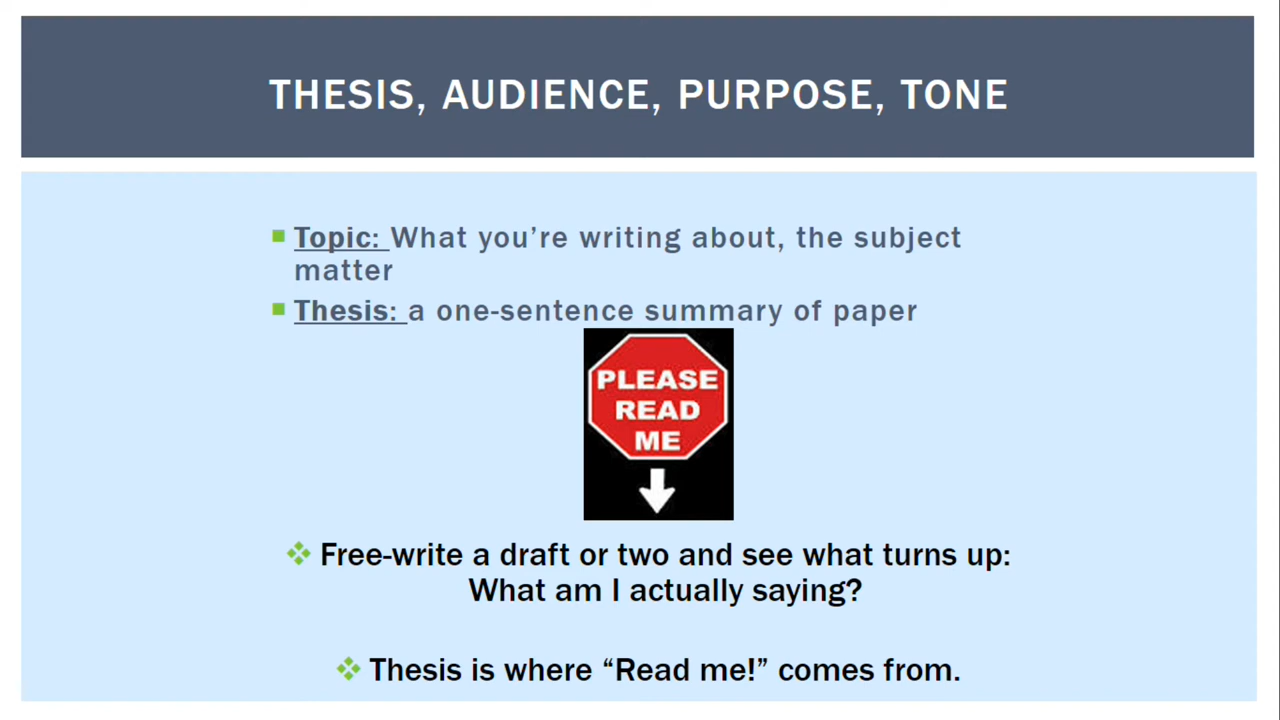 THESIS, AUDIENCE, PURPOSE, TONE
Topic: What you’re writing about, the subject
matter
Thesis: a one-sentence summary of paper
PLEASE
READ
ME
Free-write a draft or two and see what turns up:
What am I actually saying?
Thesis is where “Read me!” comes from.